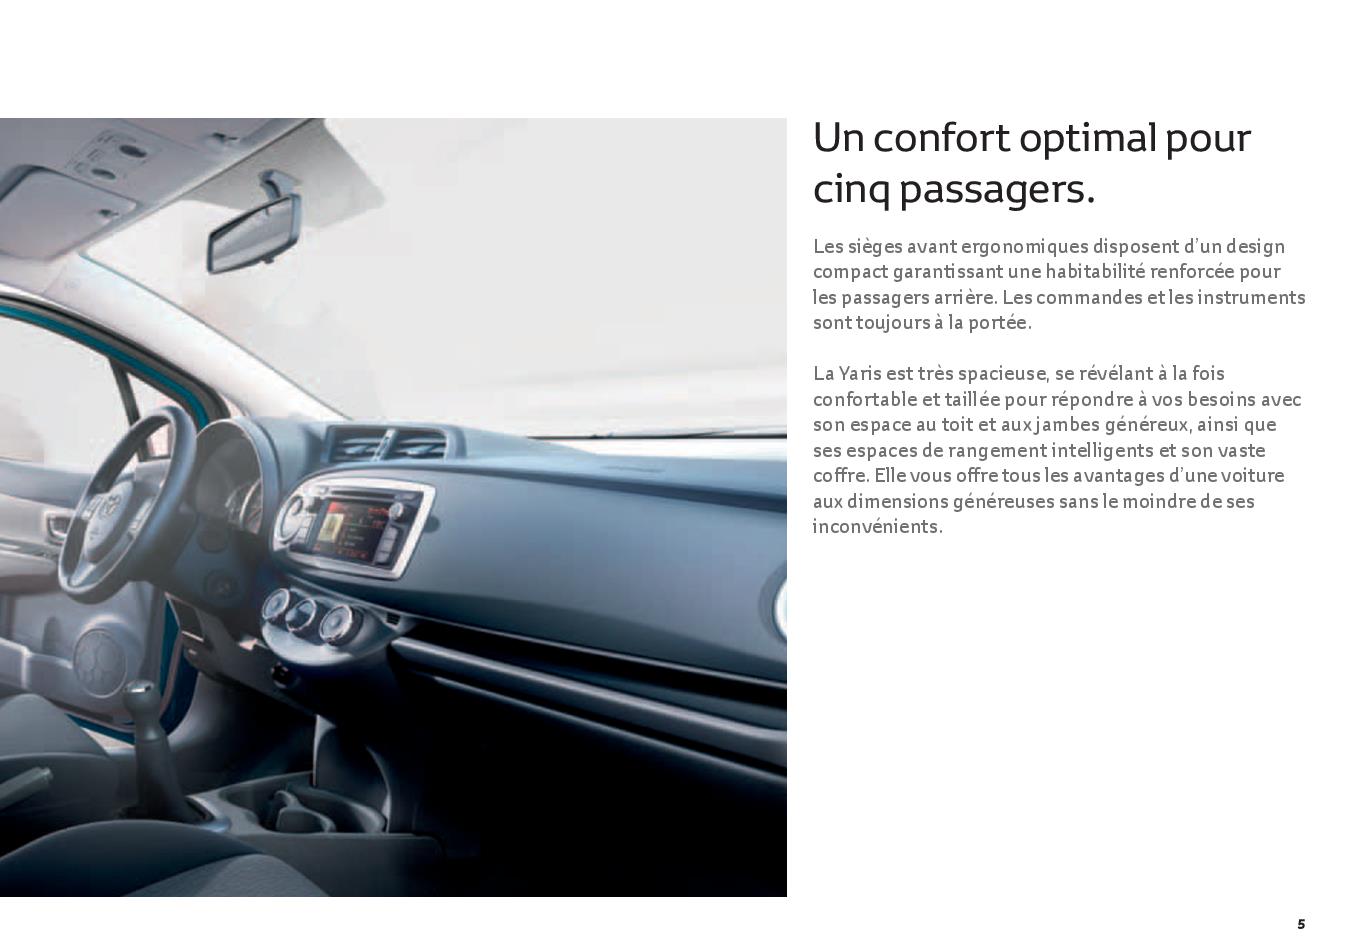 Un confort optimal pour
cinq passagers.
Les sièges avant ergonomiques disposent d'un design
compact garantissant une habitabilité renforcée pour
les passagers arrière. Les commandes et les instruments
sont toujours à la portée.
La Yaris est très spacieuse, se révélant à la fois
confortable et taillée pour répondre à vos besoins avec
son espace au toit et aux jambes généreux, ainsi que
ses espaces de rangement intelligents et son vaste
coffre. Elle vous offre tous les avantages d'une voiture
aux dimensions généreuses sans le moindre de ses
inconvénients.
5